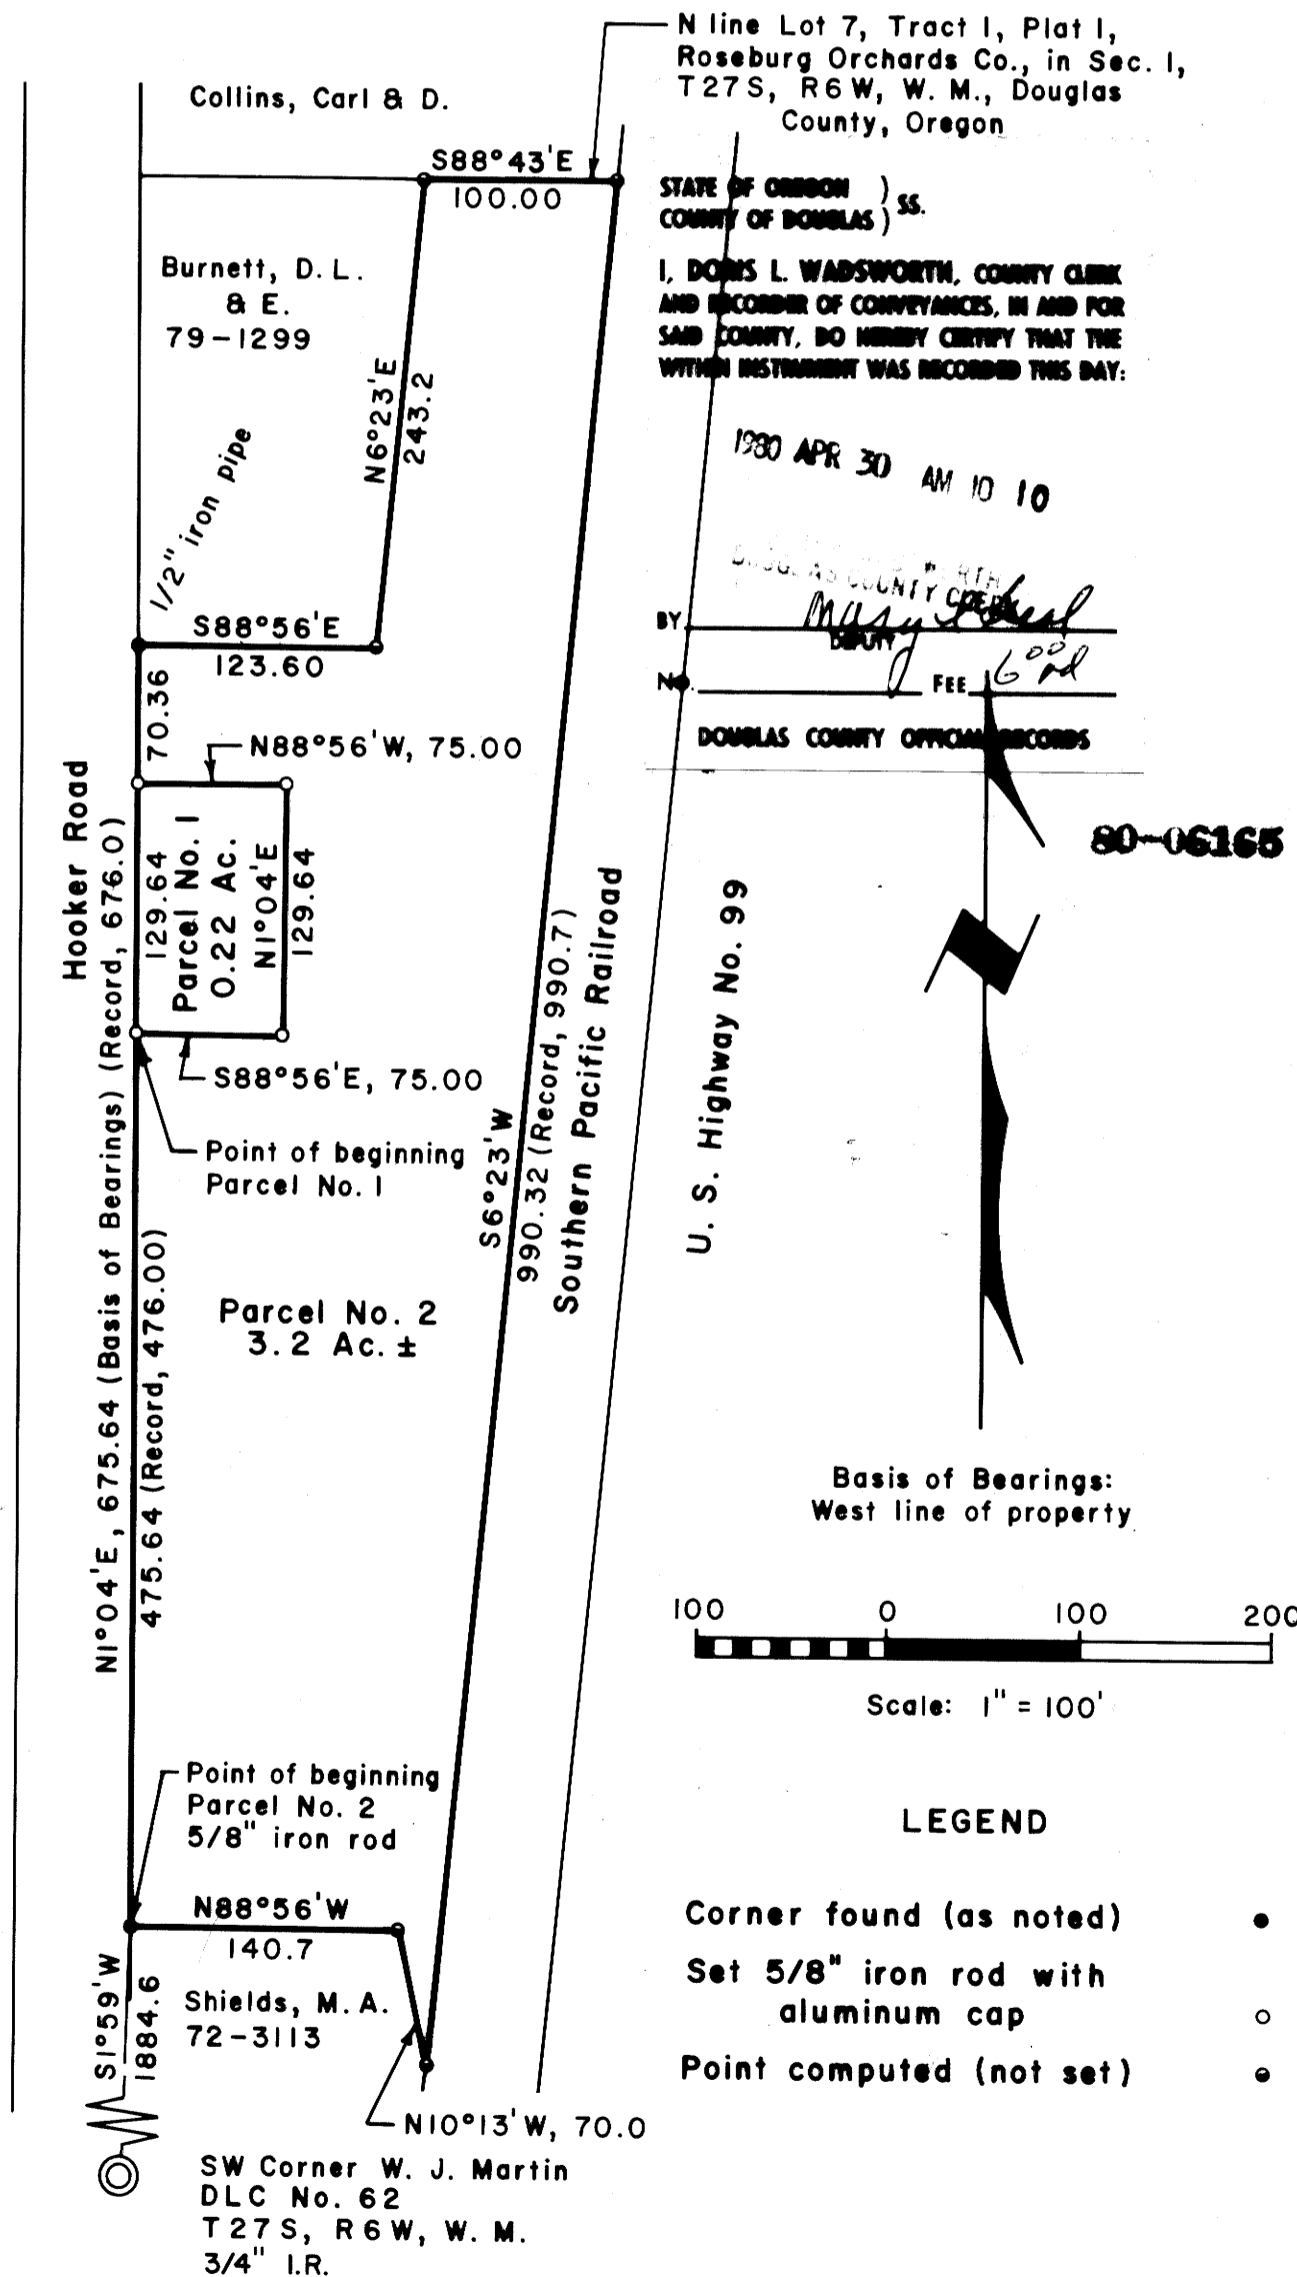 N line Lot 7, Tract 1, Plat 1,
Roseburg Orchards Co., in Sec. 1,
T27S, R6W, W. M., Douglas
County, Oregon
Collins, Carl & D.
S88°43'E
100.00
STATE OF OREGON )
COUNTY OF DOUGLAS ) SS.
I, DORIS L. WADSWORTH, COUNTY CLERK
AND RECORDER OF CONVEYANCES, IN AND FOR
SAID COUNTY, DO HEREBY CERTIFY THAT THE
WITHIN INSTRUMENT WAS RECORDED THIS DAY:
1980 APR 30 AM 10 10
DOUGLAS COUNTY CLERK
BY
DEPUTY
NO. FEE 6 00 pd
DOUGLAS COUNTY OFFICIAL RECORDS
80-06165
Burnett, D. L.
& E.
79-1299
N6°23'E
243.2
1/2" iron pipe
S88°56'E
123.60
70.36
N88°56'W, 75.00
Hooker Road
N1°04'E, 675.64 (Basis of Bearings) (Record, 676.0)
129.64
Parcel No. 1
0.22 Ac.
N1°04'E
129.64
S88°56'E, 75.00
Point of beginning
Parcel No. 1
475.64 (Record, 476.00)
S6°23'W
990.32 (Record, 990.7)
Southern Pacific Railroad
U. S. Highway No. 99
Parcel No. 2
3.2 Ac. ±
Basis of Bearings:
West line of property
100 0 100 200
Scale: 1" = 100'
Point of beginning
Parcel No. 2
5/8" iron rod
N88°56'W
140.7
S1°59'W
1884.6
Shields, M. A.
72-3113
N10°13'W, 70.0
SW Corner W. J. Martin
DLC No. 62
T27S, R6W, W. M.
3/4" I.R.
LEGEND
Corner found (as noted)
Set 5/8" iron rod with
aluminum cap
Point computed (not set)